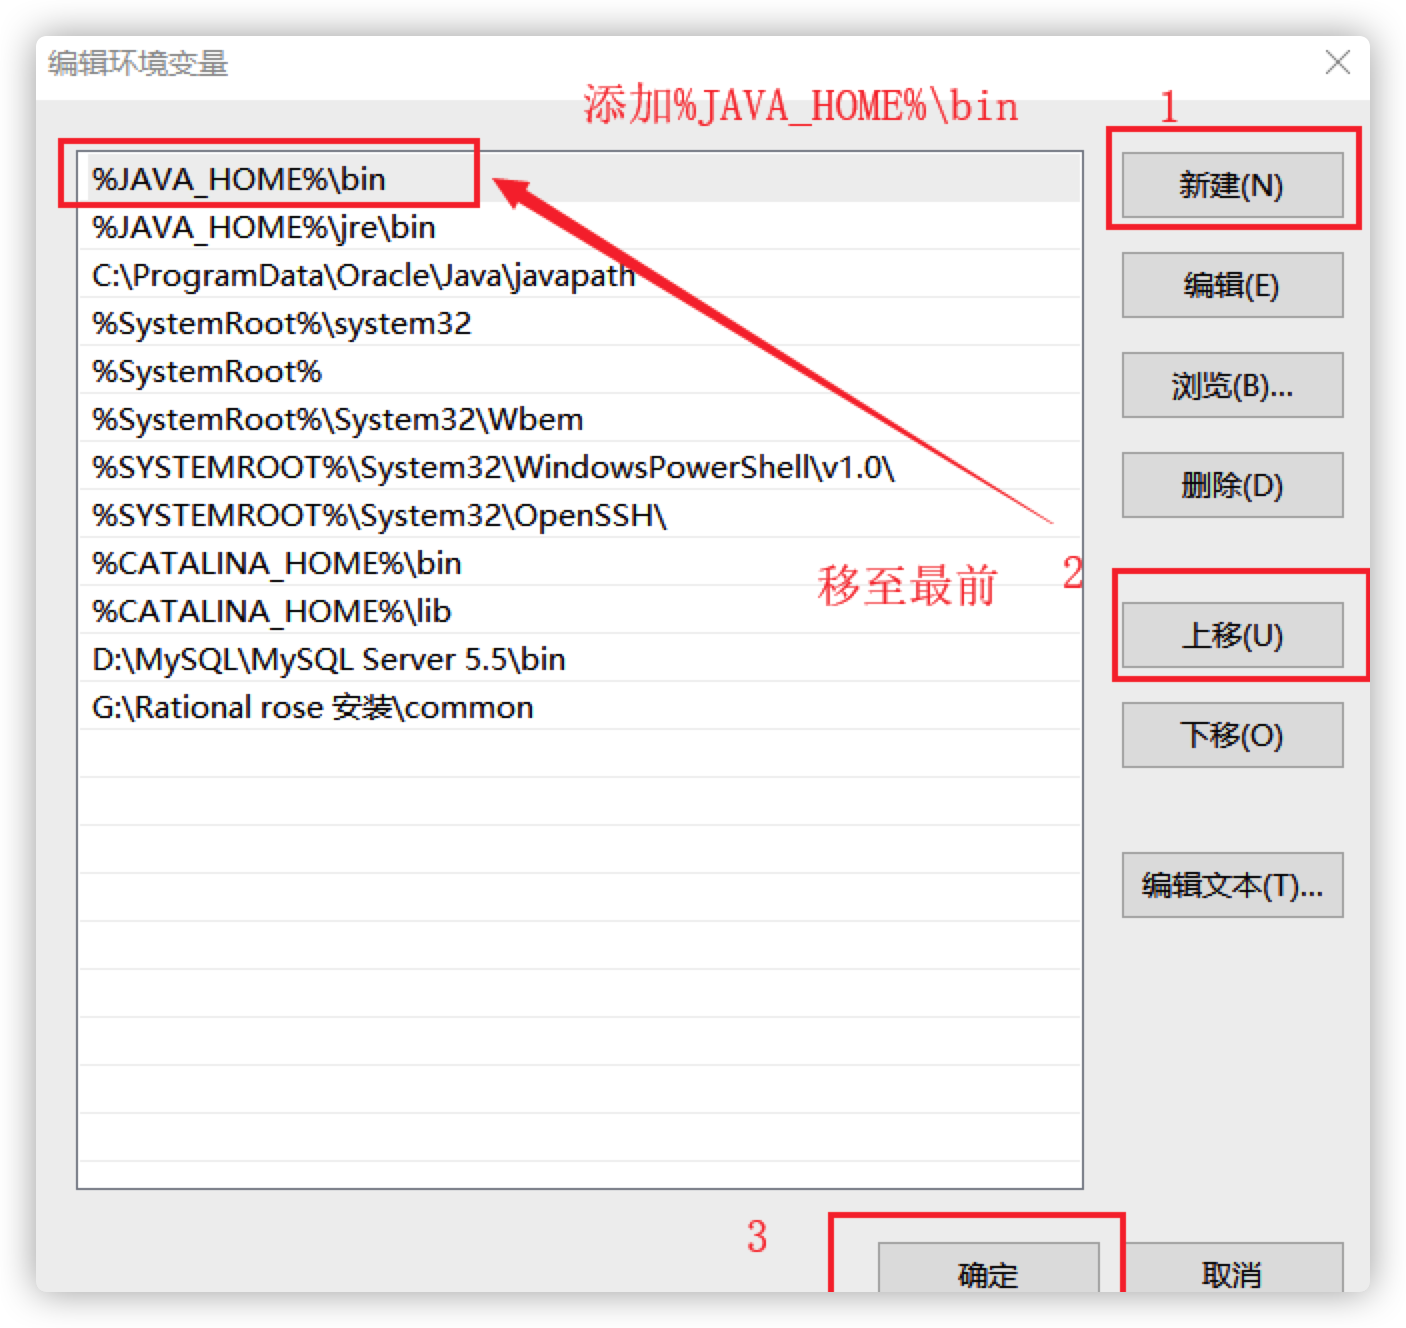 编辑环境变量
添加%JAVA_HOME%\bin
1
%JAVA_HOME%\bin
新建(N)
%JAVA_HOME%\jre\bin
C:\ProgramData\Oracle\Java\javapath
编辑(E)
%SystemRoot%\system32
%SystemRoot%
浏览(B)...
%SystemRoot%\System32\Wbem
%SYSTEMROOT%\System32\WindowsPowerShell\v1.0\
删除(D)
%SYSTEMROOT%\System32\OpenSSH\
%CATALINA_HOME%\bin
移至最前
2
%CATALINA_HOME%\lib
上移(U)
D:\MySQL\MySQL Server 5.5\bin
G:\Rational rose 安装\common
下移(O)
编辑文本(T)...
3
确定
取消